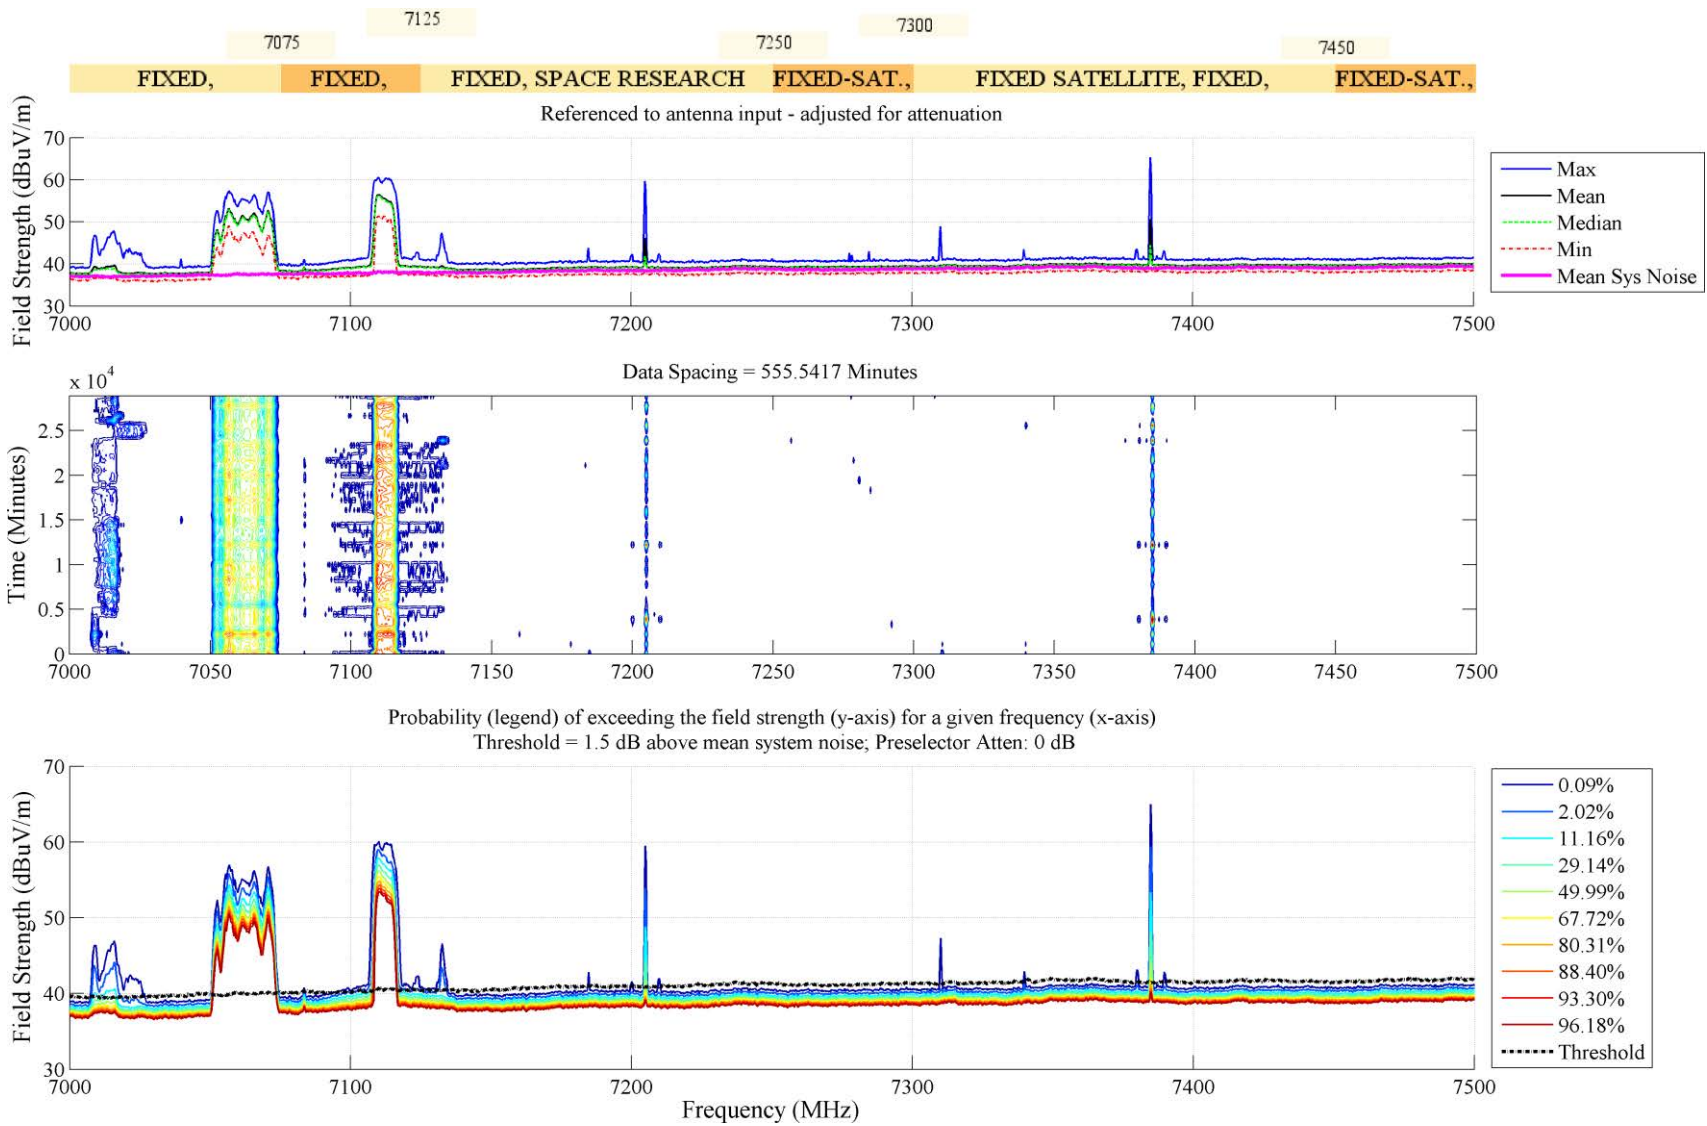 7125
7300
7075
7250
7450
FIXED,
FIXED,
FIXED, SPACE RESEARCH
FIXED-SAT.,
FIXED SATELLITE, FIXED,
FIXED-SAT.,
Referenced to antenna input - adjusted for attenuation
Field Strength (dBuV/m)
70
60
50
40
30
7000
7100
7200
7300
7400
7500
Max
Mean
Median
Min
Mean Sys Noise
Data Spacing = 555.5417 Minutes
x 10^4
Time (Minutes)
2.5
2
1.5
1
0.5
0
7000
7050
7100
7150
7200
7250
7300
7350
7400
7450
7500
Probability (legend) of exceeding the field strength (y-axis) for a given frequency (x-axis)
Threshold = 1.5 dB above mean system noise; Preselector Atten: 0 dB
Field Strength (dBuV/m)
70
60
50
40
30
7000
7100
7200
7300
7400
7500
Frequency (MHz)
0.09%
2.02%
11.16%
29.14%
49.99%
67.72%
80.31%
88.40%
93.30%
96.18%
Threshold